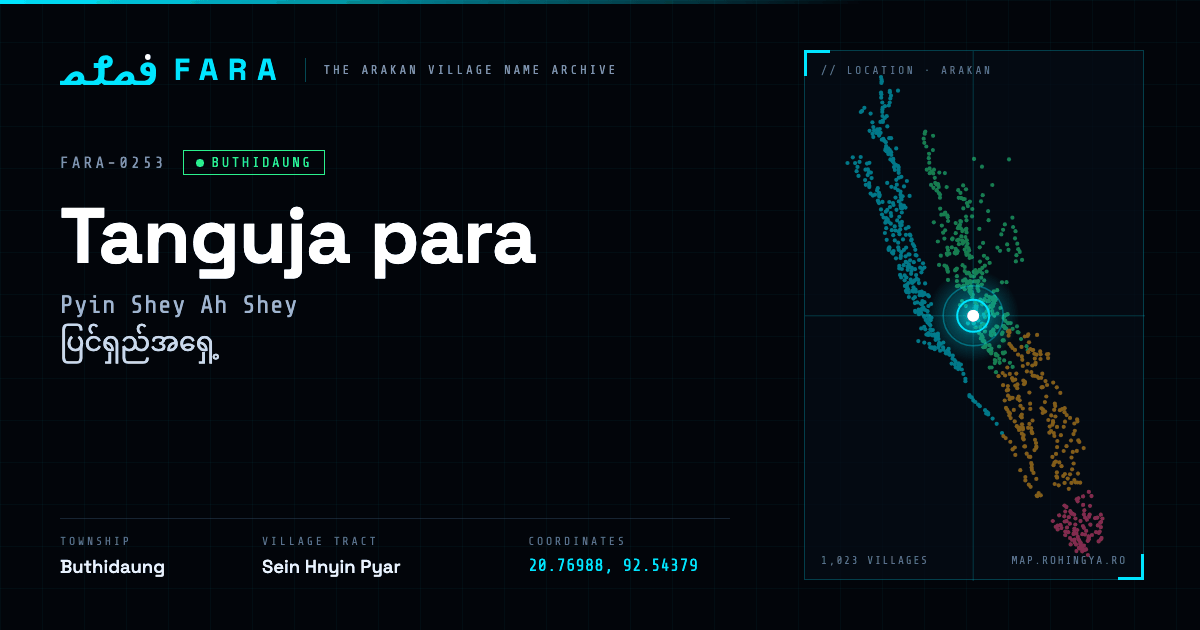 FARA
THE ARAKAN VILLAGE NAME ARCHIVE
FARA-0253
BUTHIDAUNG
Tanguja para
Pyin Shey Ah Shey
ပြင်ရှည်အရှေ့
TOWNSHIP
Buthidaung
VILLAGE TRACT
Sein Hnyin Pyar
COORDINATES
20.76988, 92.54379
// LOCATION · ARAKAN
1,023 VILLAGES
MAP.ROHINGYA.RO